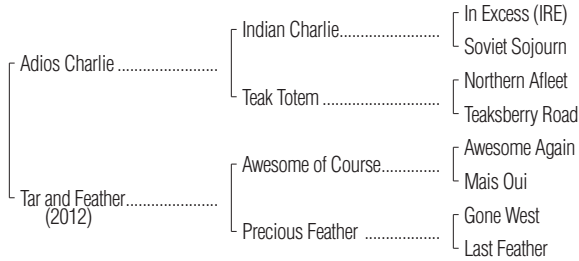 In Excess (IRE)
Indian Charlie
Soviet Sojourn
Adios Charlie
Northern Afleet
Teak Totem
Teaksberry Road
Awesome Again
Awesome of Course
Mais Oui
Tar and Feather
(2012)
Gone West
Precious Feather
Last Feather